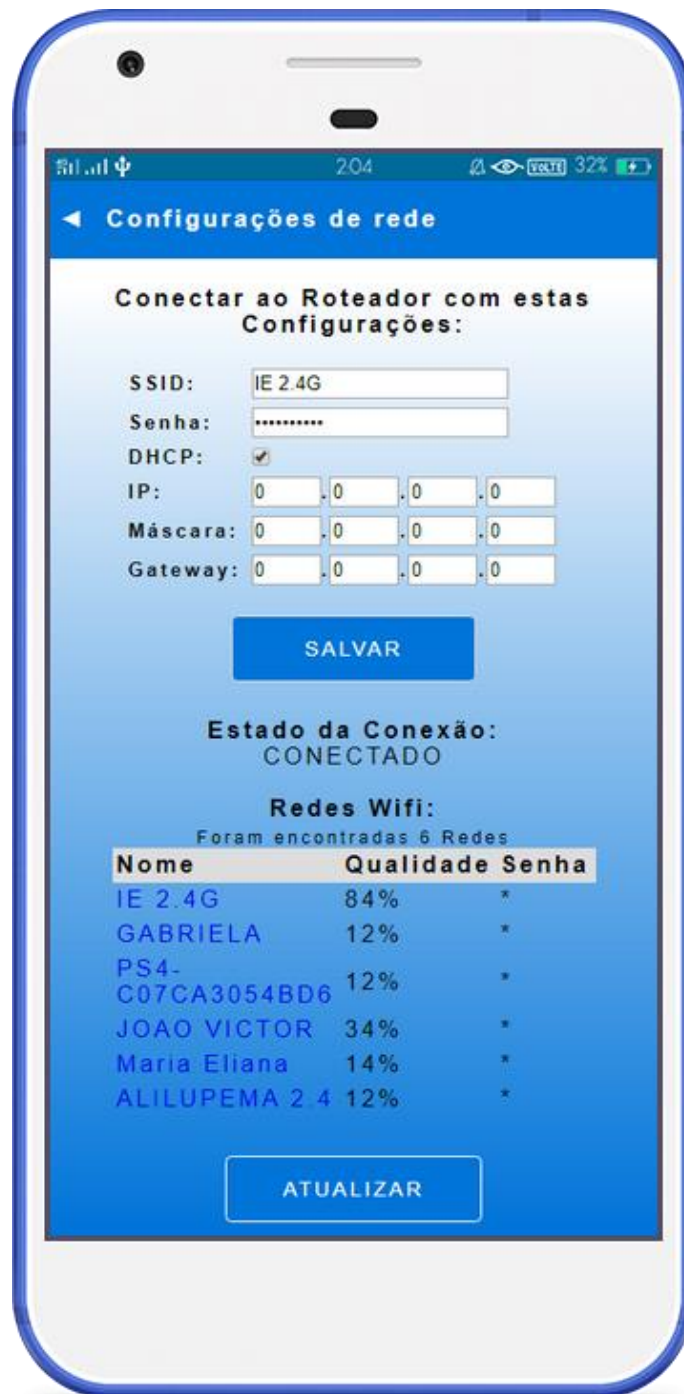 2:04 VoLTE 32%
Configurações de rede
Conectar ao Roteador com estas
Configurações:
SSID: IE 2.4G
Senha: ••••••••••
DHCP:
IP: 0 . 0 . 0 . 0
Máscara: 0 . 0 . 0 . 0
Gateway: 0 . 0 . 0 . 0
SALVAR
Estado da Conexão:
CONECTADO
Redes Wifi:
Foram encontradas 6 Redes
Nome Qualidade Senha
IE 2.4G 84% *
GABRIELA 12% *
PS4-
C07CA3054BD6 12% *
JOAO VICTOR 34% *
Maria Eliana 14% *
ALILUPEMA 2.4 12% *
ATUALIZAR